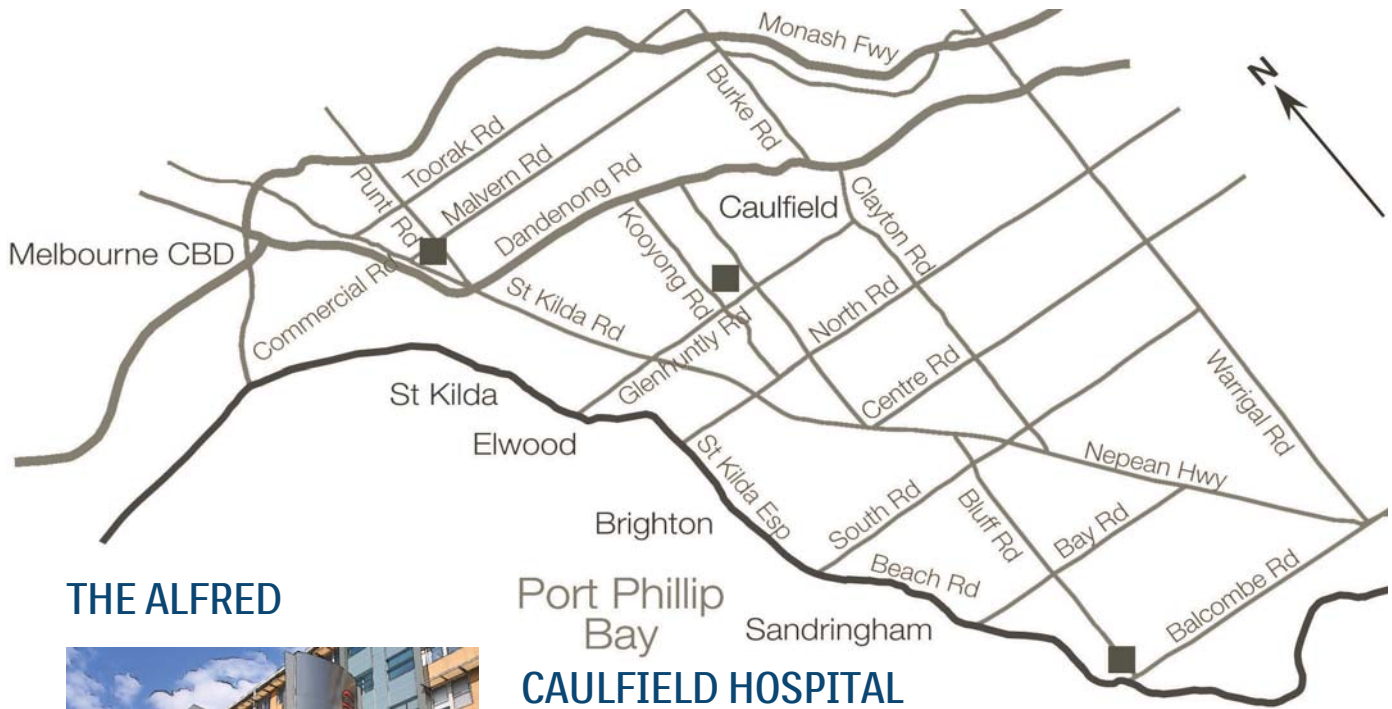 Monash Fwy
N
Toorak Rd
Burke Rd
Malvern Rd
Punt Rd
Dandenong Rd
Caulfield
Clayton Rd
Kooyong Rd
Melbourne CBD
Commercial Rd
St Kilda Rd
North Rd
Glenhuntly Rd
Centre Rd
Warrigal Rd
St Kilda
Elwood
St Kilda Esp
Nepean Hwy
South Rd
Bluff Rd
Bay Rd
Brighton
Beach Rd
Balcombe Rd
Port Phillip
Bay
Sandringham
THE ALFRED
CAULFIELD HOSPITAL